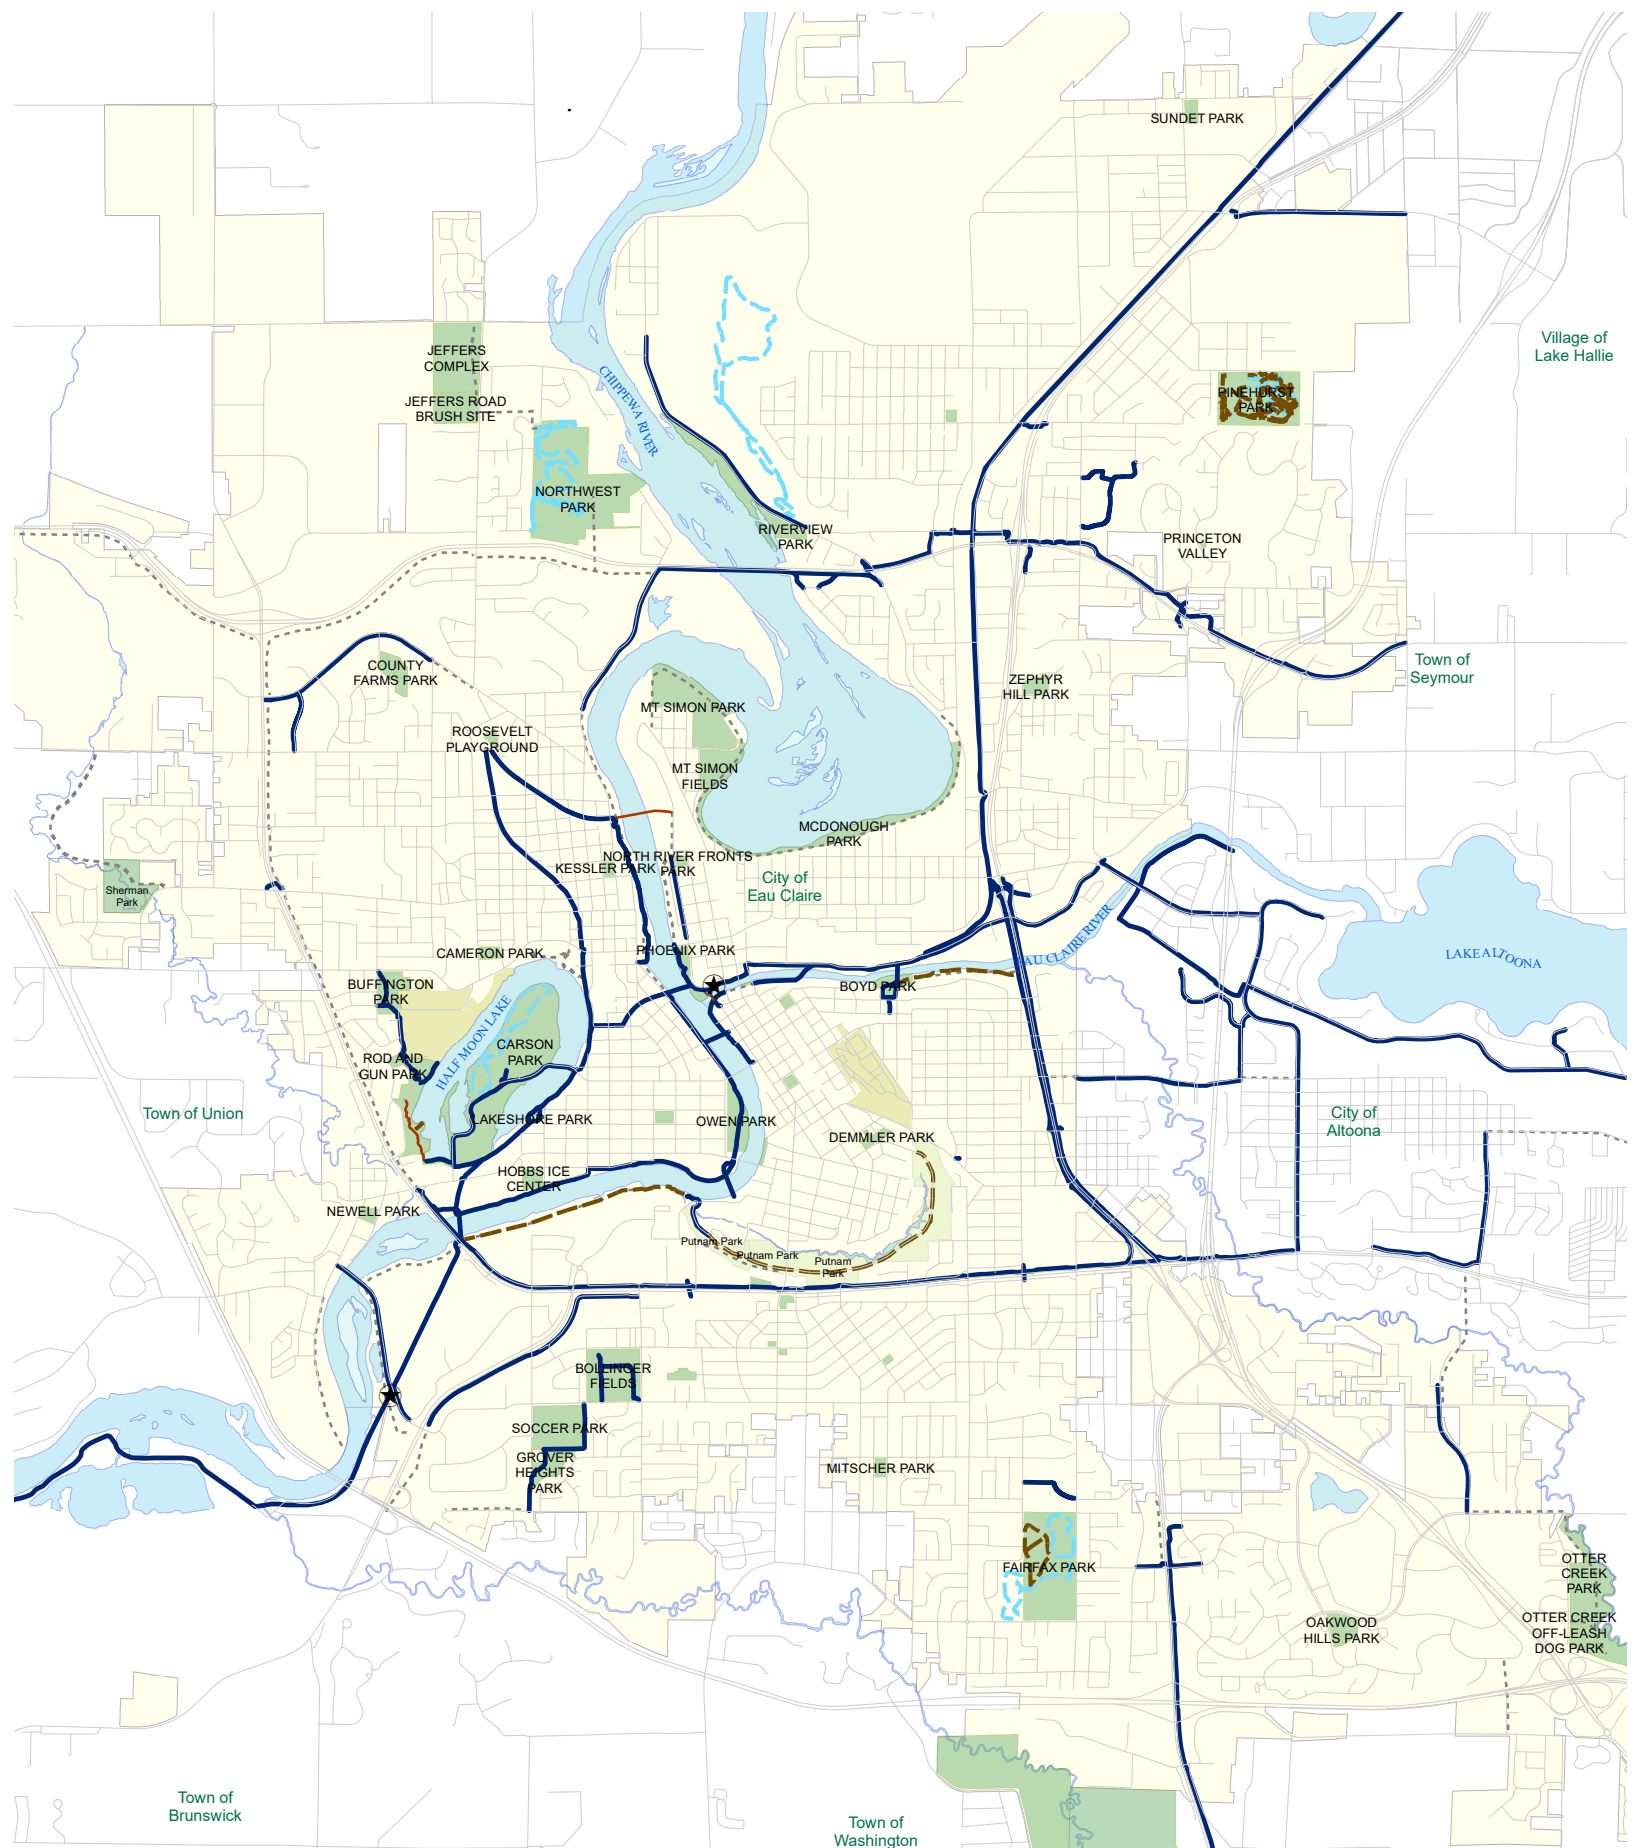 SUNDET PARK
Village of
Lake Hallie
JEFFERS
COMPLEX
JEFFERS ROAD
BRUSH SITE
CHIPPEWA RIVER
PINEHURST
PARK
NORTHWEST
PARK
RIVERVIEW
PARK
PRINCETON
VALLEY
COUNTY
FARMS PARK
Town of
Seymour
ZEPHYR
HILL PARK
MT SIMON PARK
ROOSEVELT
PLAYGROUND
MT SIMON
FIELDS
MCDONOUGH
PARK
NORTH RIVER FRONTS
PARK
KESSLER PARK
City of
Eau Claire
Sherman
Park
CAMERON PARK
PHOENIX PARK
EAU CLAIRE RIVER
LAKE ALTOONA
BUFFINGTON
PARK
BOYD PARK
HALF MOON LAKE
CARSON
PARK
ROD AND
GUN PARK
Town of Union
LAKESHORE PARK
OWEN PARK
DEMMLER PARK
City of
Altoona
HOBBS ICE
CENTER
NEWELL PARK
Putnam Park
Putnam Park
Putnam
Park
BOLLINGER
FIELDS
SOCCER PARK
GROVER
HEIGHTS
PARK
MITSCHER PARK
FAIRFAX PARK
OTTER
CREEK
PARK
OAKWOOD
HILLS PARK
OTTER CREEK
OFF-LEASH
DOG PARK
Town of
Brunswick
Town of
Washington